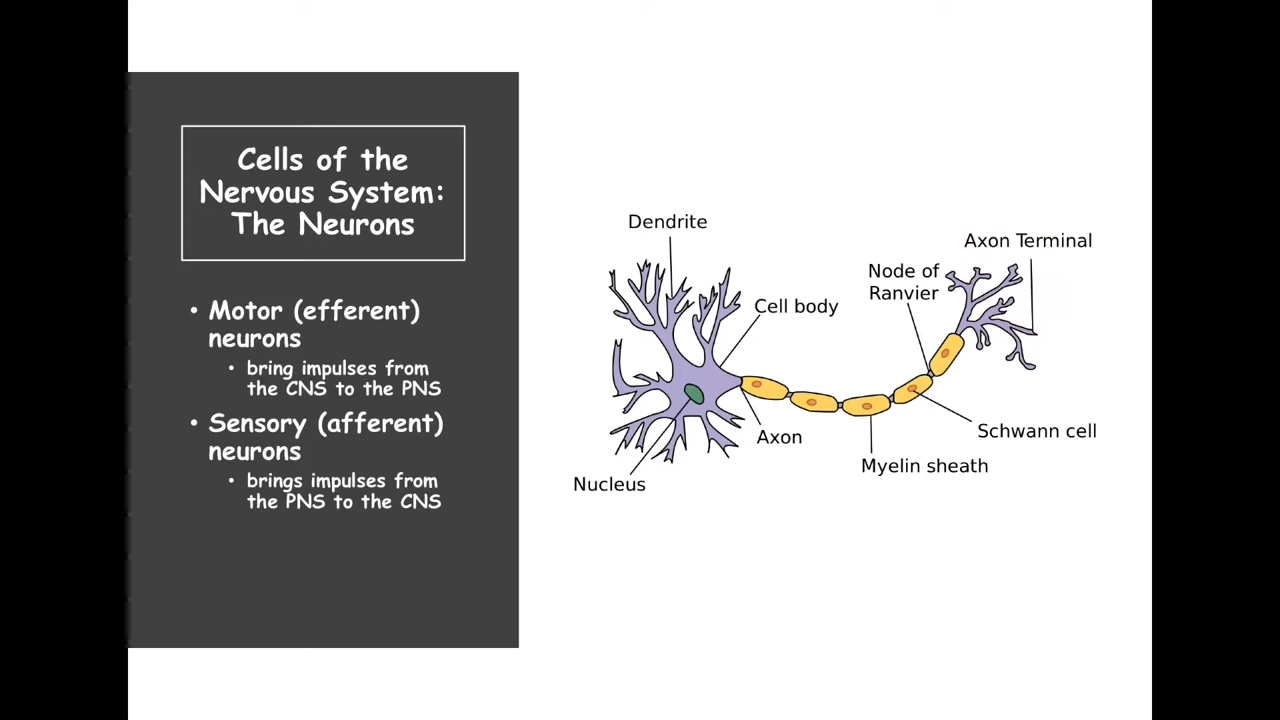 Cells of the
Nervous System:
The Neurons
• Motor (efferent)
neurons
• bring impulses from
the CNS to the PNS
• Sensory (afferent)
neurons
• brings impulses from
the PNS to the CNS
Dendrite
Cell body
Axon
Nucleus
Node of
Ranvier
Axon Terminal
Schwann cell
Myelin sheath